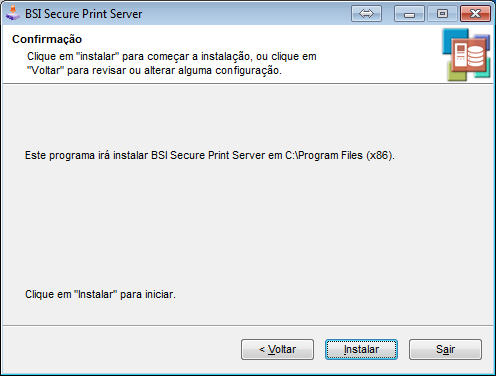 BSI Secure Print Server
Confirmação
Clique em "instalar" para começar a instalação, ou clique em
"Voltar" para revisar ou alterar alguma configuração.
Este programa irá instalar BSI Secure Print Server em C:\Program Files (x86).
Clique em "Instalar" para iniciar.
< Voltar
Instalar
Sair